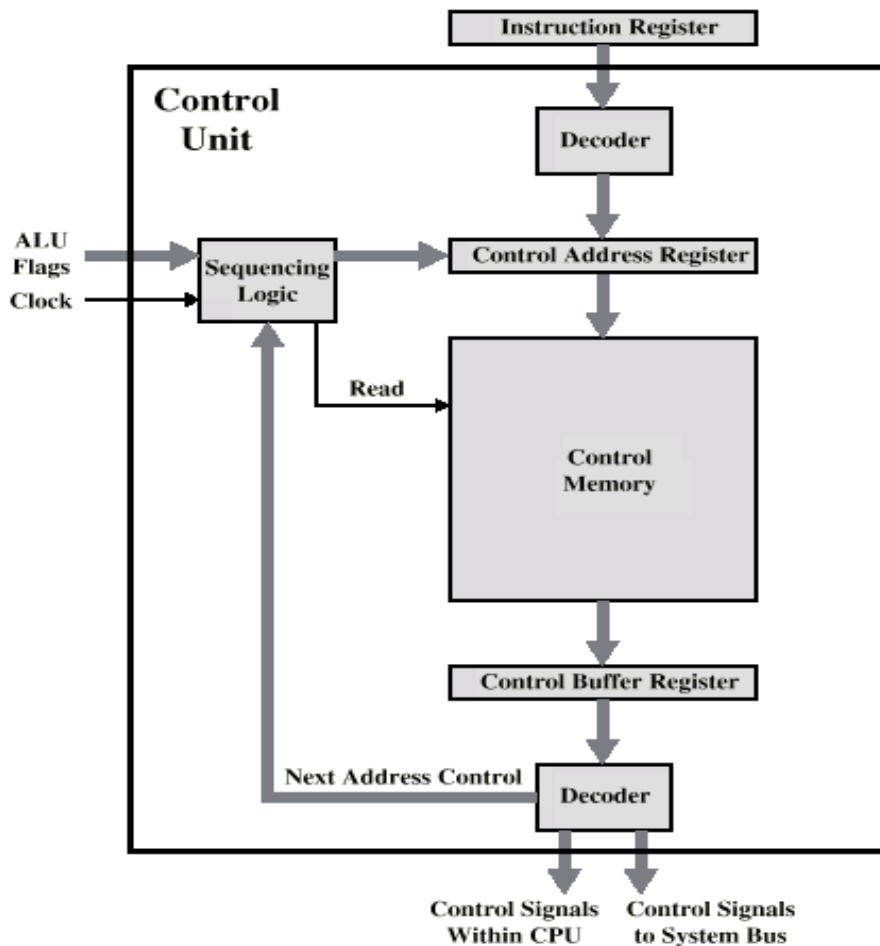 Instruction Register
Control
Unit
Decoder
ALU
Flags
Clock
Sequencing
Logic
Control Address Register
Read
Control
Memory
Control Buffer Register
Next Address Control
Decoder
Control Signals
Within CPU
Control Signals
to System Bus